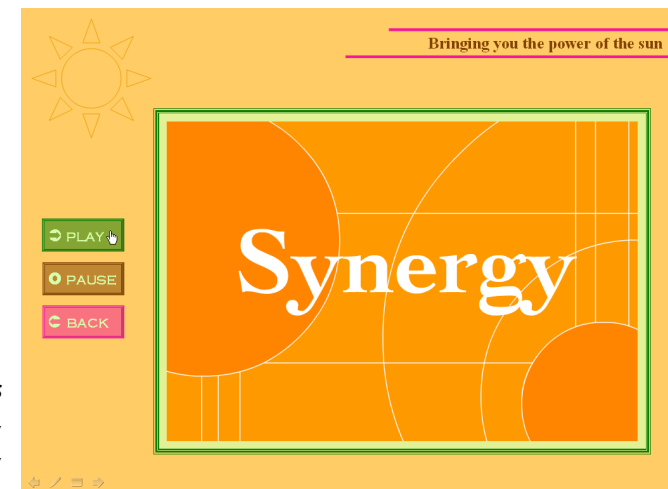 Bringing you the power of the sun
Synergy
PLAY
PAUSE
BACK